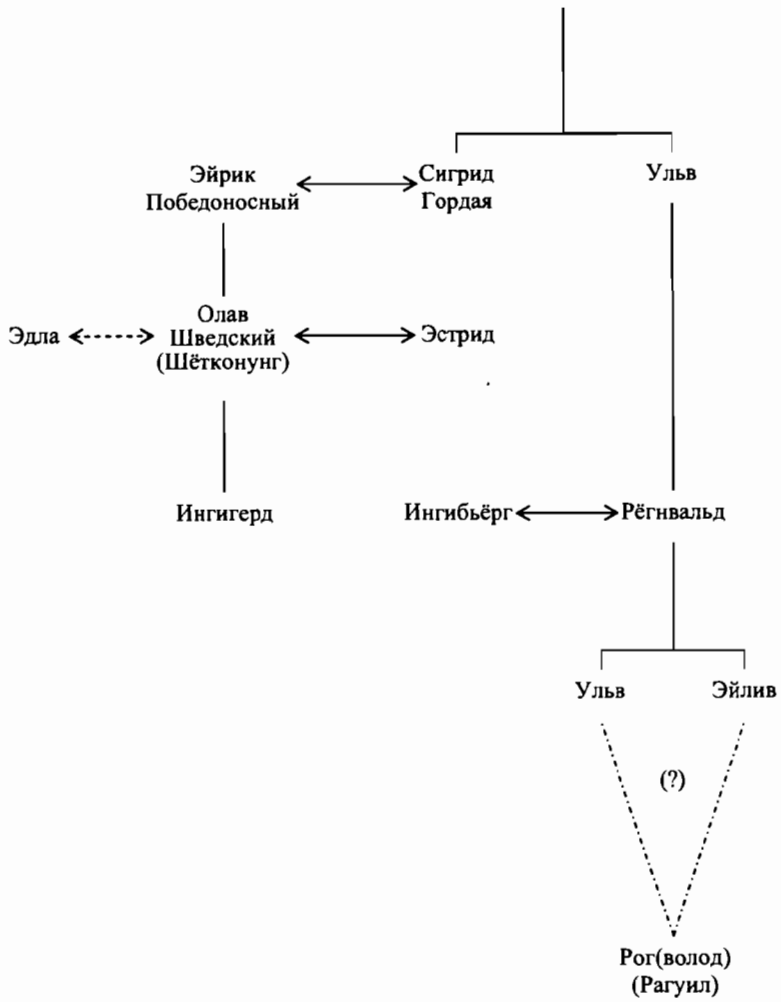 Эйрик
Победоносный
Сигрид
Гордая
Ульв
Эдла
Олав
Шведский
(Шётконунг)
Эстрид
Ингигерд
Ингибьёрг
Рёгнвальд
Ульв
Эйлив
(?)
Рог(волод)
(Рагуил)